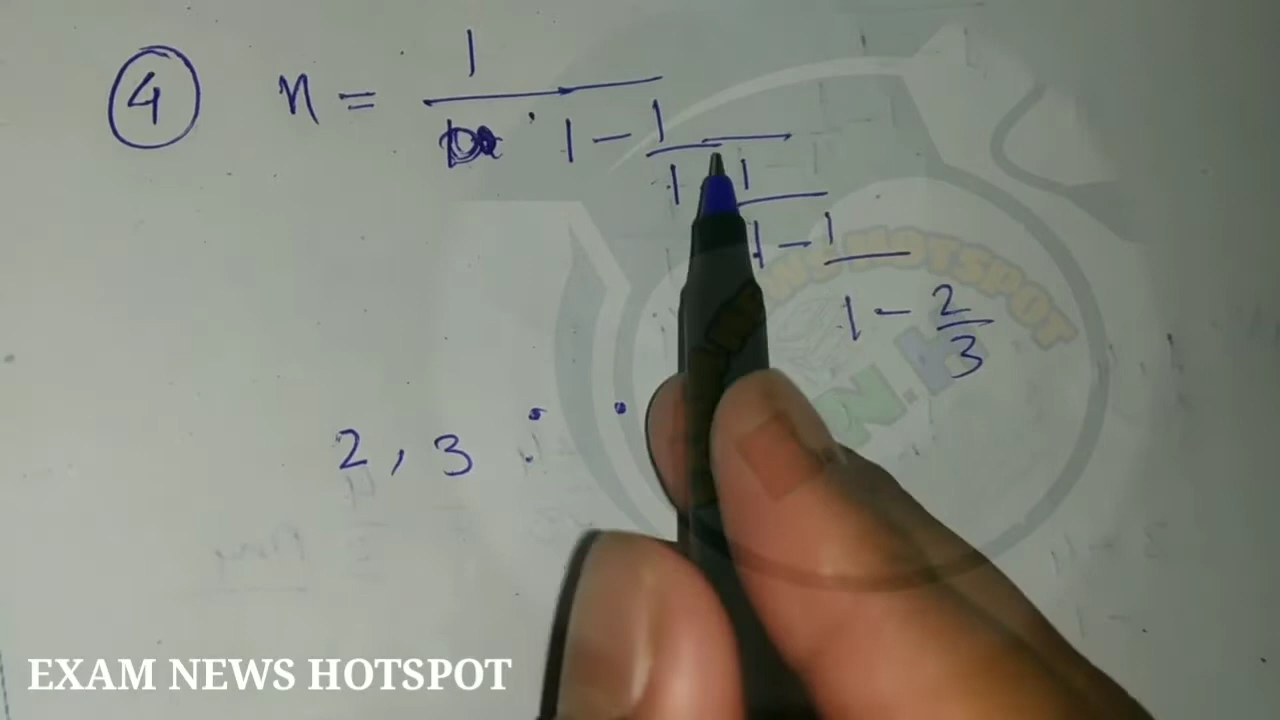 4 n = 1
1 - 1
1 1
1 - 1
1 - 2
3
2, 3
EXAM NEWS HOTSPOT